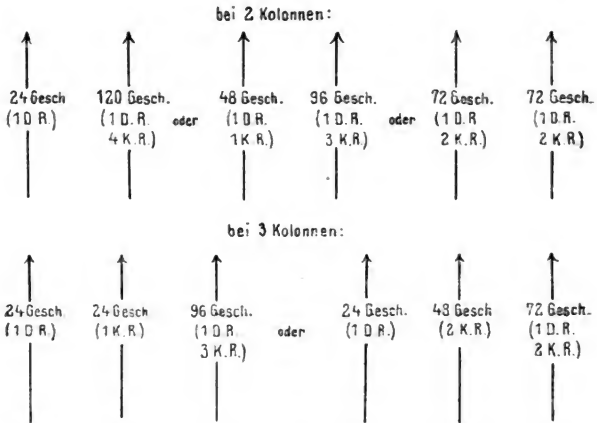 bei 2 Kolonnen:
24 Gesch 120 Gesch. 48 Gesch. 96 Gesch. 72 Gesch. 72 Gesch.
(1 D R.) (1 D.R. oder (1 D.R. (1 D.R. oder (1 D.R (1 D.R.
4 K.R.) 1 K.R.) 3 K.R.) 2 K.R.) 2 K.R.)
bei 3 Kolonnen:
24 Gesch. 24 Gesch 96 Gesch. 24 Gesch. 48 Gesch 72 Gesch.
(1 D R.) (1 K.R.) (1 D.R. oder (1 D R.) (2 K.R.) (1 D.R.
3 K.R.) 2 K.R.)